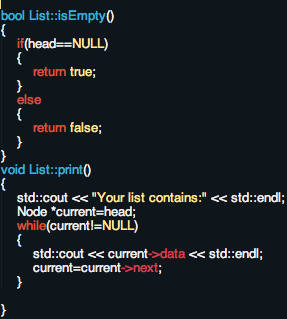 bool List::isEmpty()
{
if(head==NULL)
{
return true;
}
else
{
return false;
}
}
void List::print()
{
std::cout << "Your list contains:" << std::endl;
Node *current=head;
while(current!=NULL)
{
std::cout << current->data << std::endl;
current=current->next;
}
}